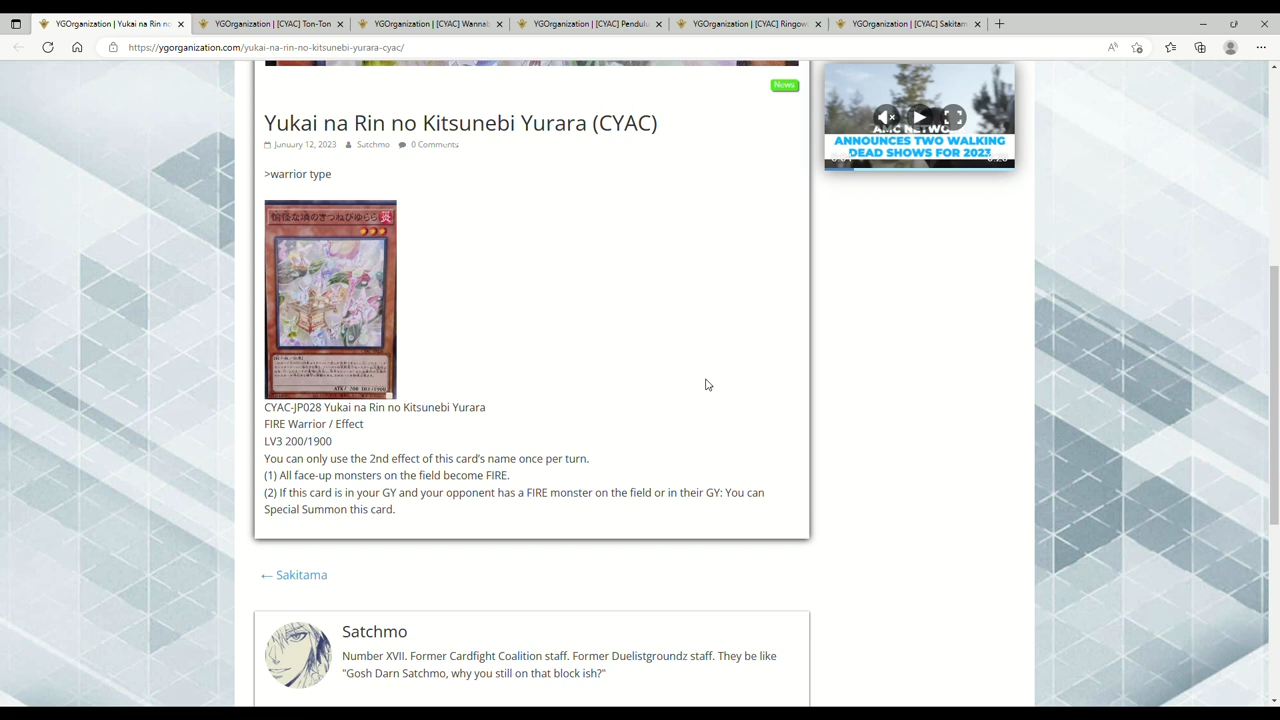 YGOrganization | Yukai na Rin no
YGOrganization | [CYAC] Ton-Ton
YGOrganization | [CYAC] Wannab
YGOrganization | [CYAC] Pendulu
YGOrganization | [CYAC] Ringow
YGOrganization | [CYAC] Sakitam
https://ygorganization.com/yukai-na-rin-no-kitsunebi-yurara-cyac/
News
Yukai na Rin no Kitsunebi Yurara (CYAC)
January 12, 2023 Satchmo 0 Comments
>warrior type
CYAC-JP028 Yukai na Rin no Kitsunebi Yurara
FIRE Warrior / Effect
LV3 200/1900
You can only use the 2nd effect of this card's name once per turn.
(1) All face-up monsters on the field become FIRE.
(2) If this card is in your GY and your opponent has a FIRE monster on the field or in their GY: You can
Special Summon this card.
← Sakitama
Satchmo
Number XVII. Former Cardfight Coalition staff. Former Duelistgroundz staff. They be like
"Gosh Darn Satchmo, why you still on that block ish?"
AMC NETWO
ANNOUNCES TWO WALKING
DEAD SHOWS FOR 2023